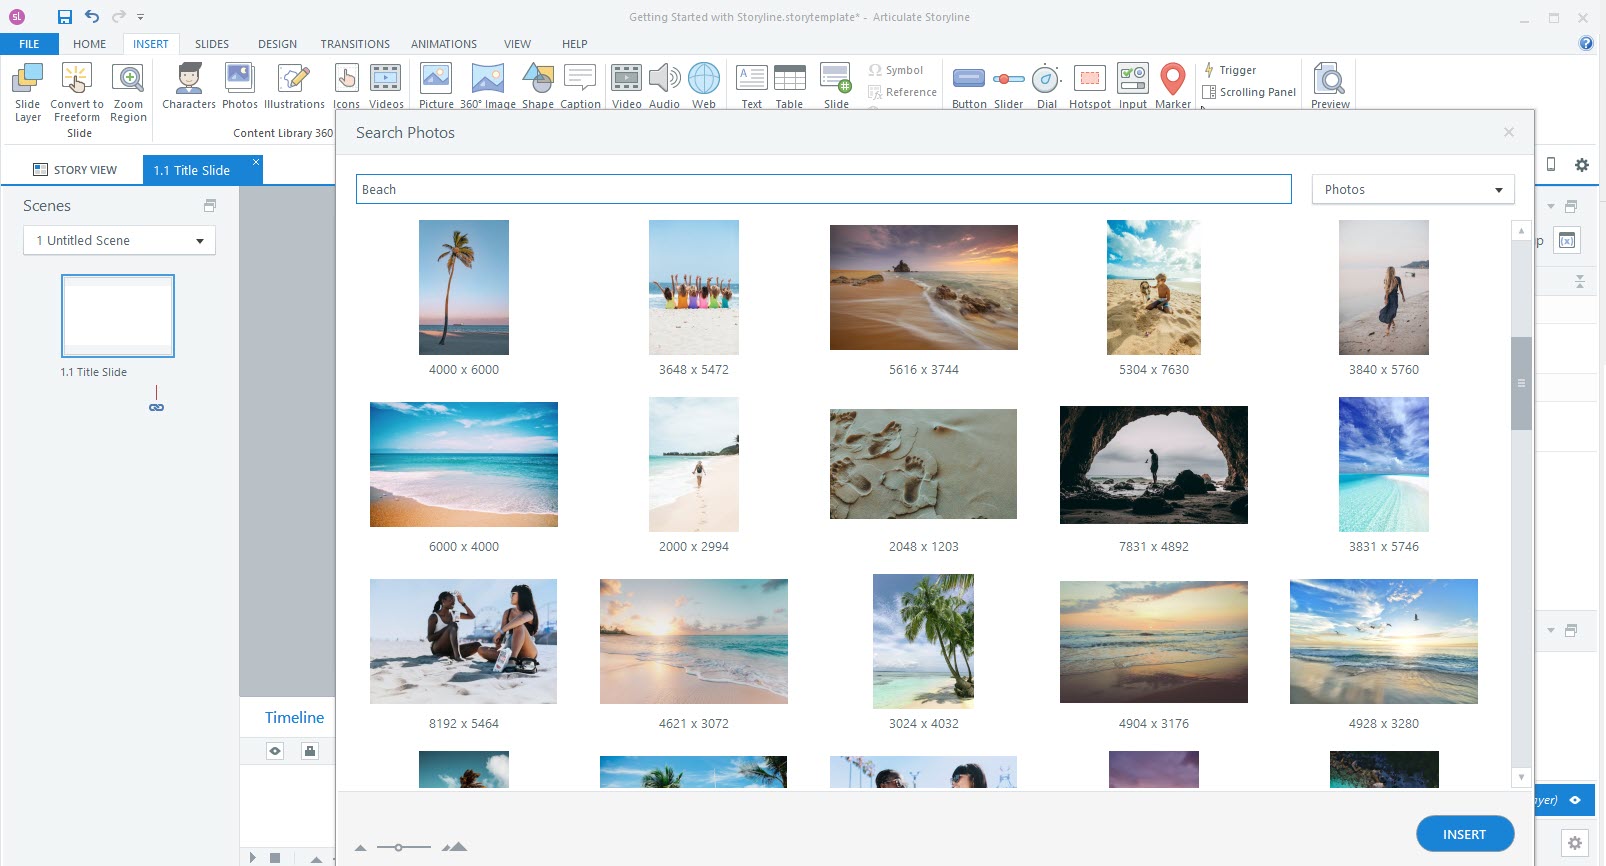 sl
Getting Started with Storyline.storytemplate* - Articulate Storyline
FILE HOME INSERT SLIDES DESIGN TRANSITIONS ANIMATIONS VIEW HELP
Slide Layer
Convert to Freeform
Zoom Region
Slide
Characters
Photos
Illustrations
Icons
Videos
Content Library 360
Picture
360° Image
Shape
Caption
Video
Audio
Web
Text
Table
Slide
Symbol
Reference
Button
Slider
Dial
Hotspot
Input
Marker
Trigger
Scrolling Panel
Preview
STORY VIEW
1.1 Title Slide
Scenes
1 Untitled Scene
1.1 Title Slide
Timeline
Search Photos
Beach
Photos
4000 x 6000
3648 x 5472
5616 x 3744
5304 x 7630
3840 x 5760
6000 x 4000
2000 x 2994
2048 x 1203
7831 x 4892
3831 x 5746
8192 x 5464
4621 x 3072
3024 x 4032
4904 x 3176
4928 x 3280
INSERT
p
(x)
ayer)